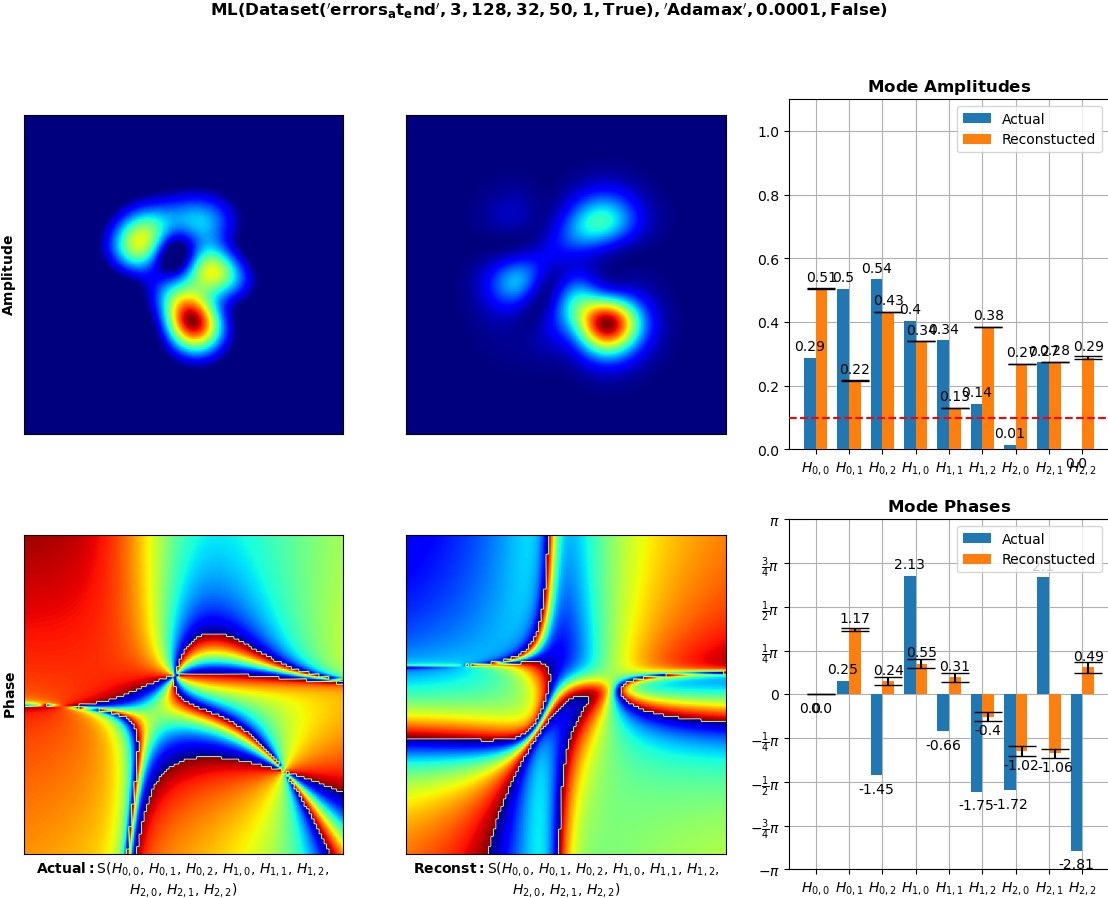 ML(Dataset('errors_at_end', 3, 128, 32, 50, 1, True), 'Adamax', 0.0001, False)
Amplitude
Mode Amplitudes
Actual
Reconstucted
1.0
0.8
0.6
0.4
0.2
0.0
0.29
0.51
0.5
0.22
0.54
0.43
0.4
0.34
0.34
0.13
0.14
0.38
0.01
0.27
0.27
0.28
0.0
0.29
H0,0 H0,1 H0,2 H1,0 H1,1 H1,2 H2,0 H2,1 H2,2
Phase
Actual: S(H0,0, H0,1, H0,2, H1,0, H1,1, H1,2,
H2,0, H2,1, H2,2)
Reconst: S(H0,0, H0,1, H0,2, H1,0, H1,1, H1,2,
H2,0, H2,1, H2,2)
Mode Phases
Actual
Reconstucted
π
3/4π
1/2π
1/4π
0
−1/4π
−1/2π
−3/4π
−π
0.0
0.0
0.25
1.17
-1.45
0.24
2.13
0.55
-0.66
0.31
-1.75
-0.4
-1.72
-1.02
2.1
-1.06
-2.81
0.49
H0,0 H0,1 H0,2 H1,0 H1,1 H1,2 H2,0 H2,1 H2,2